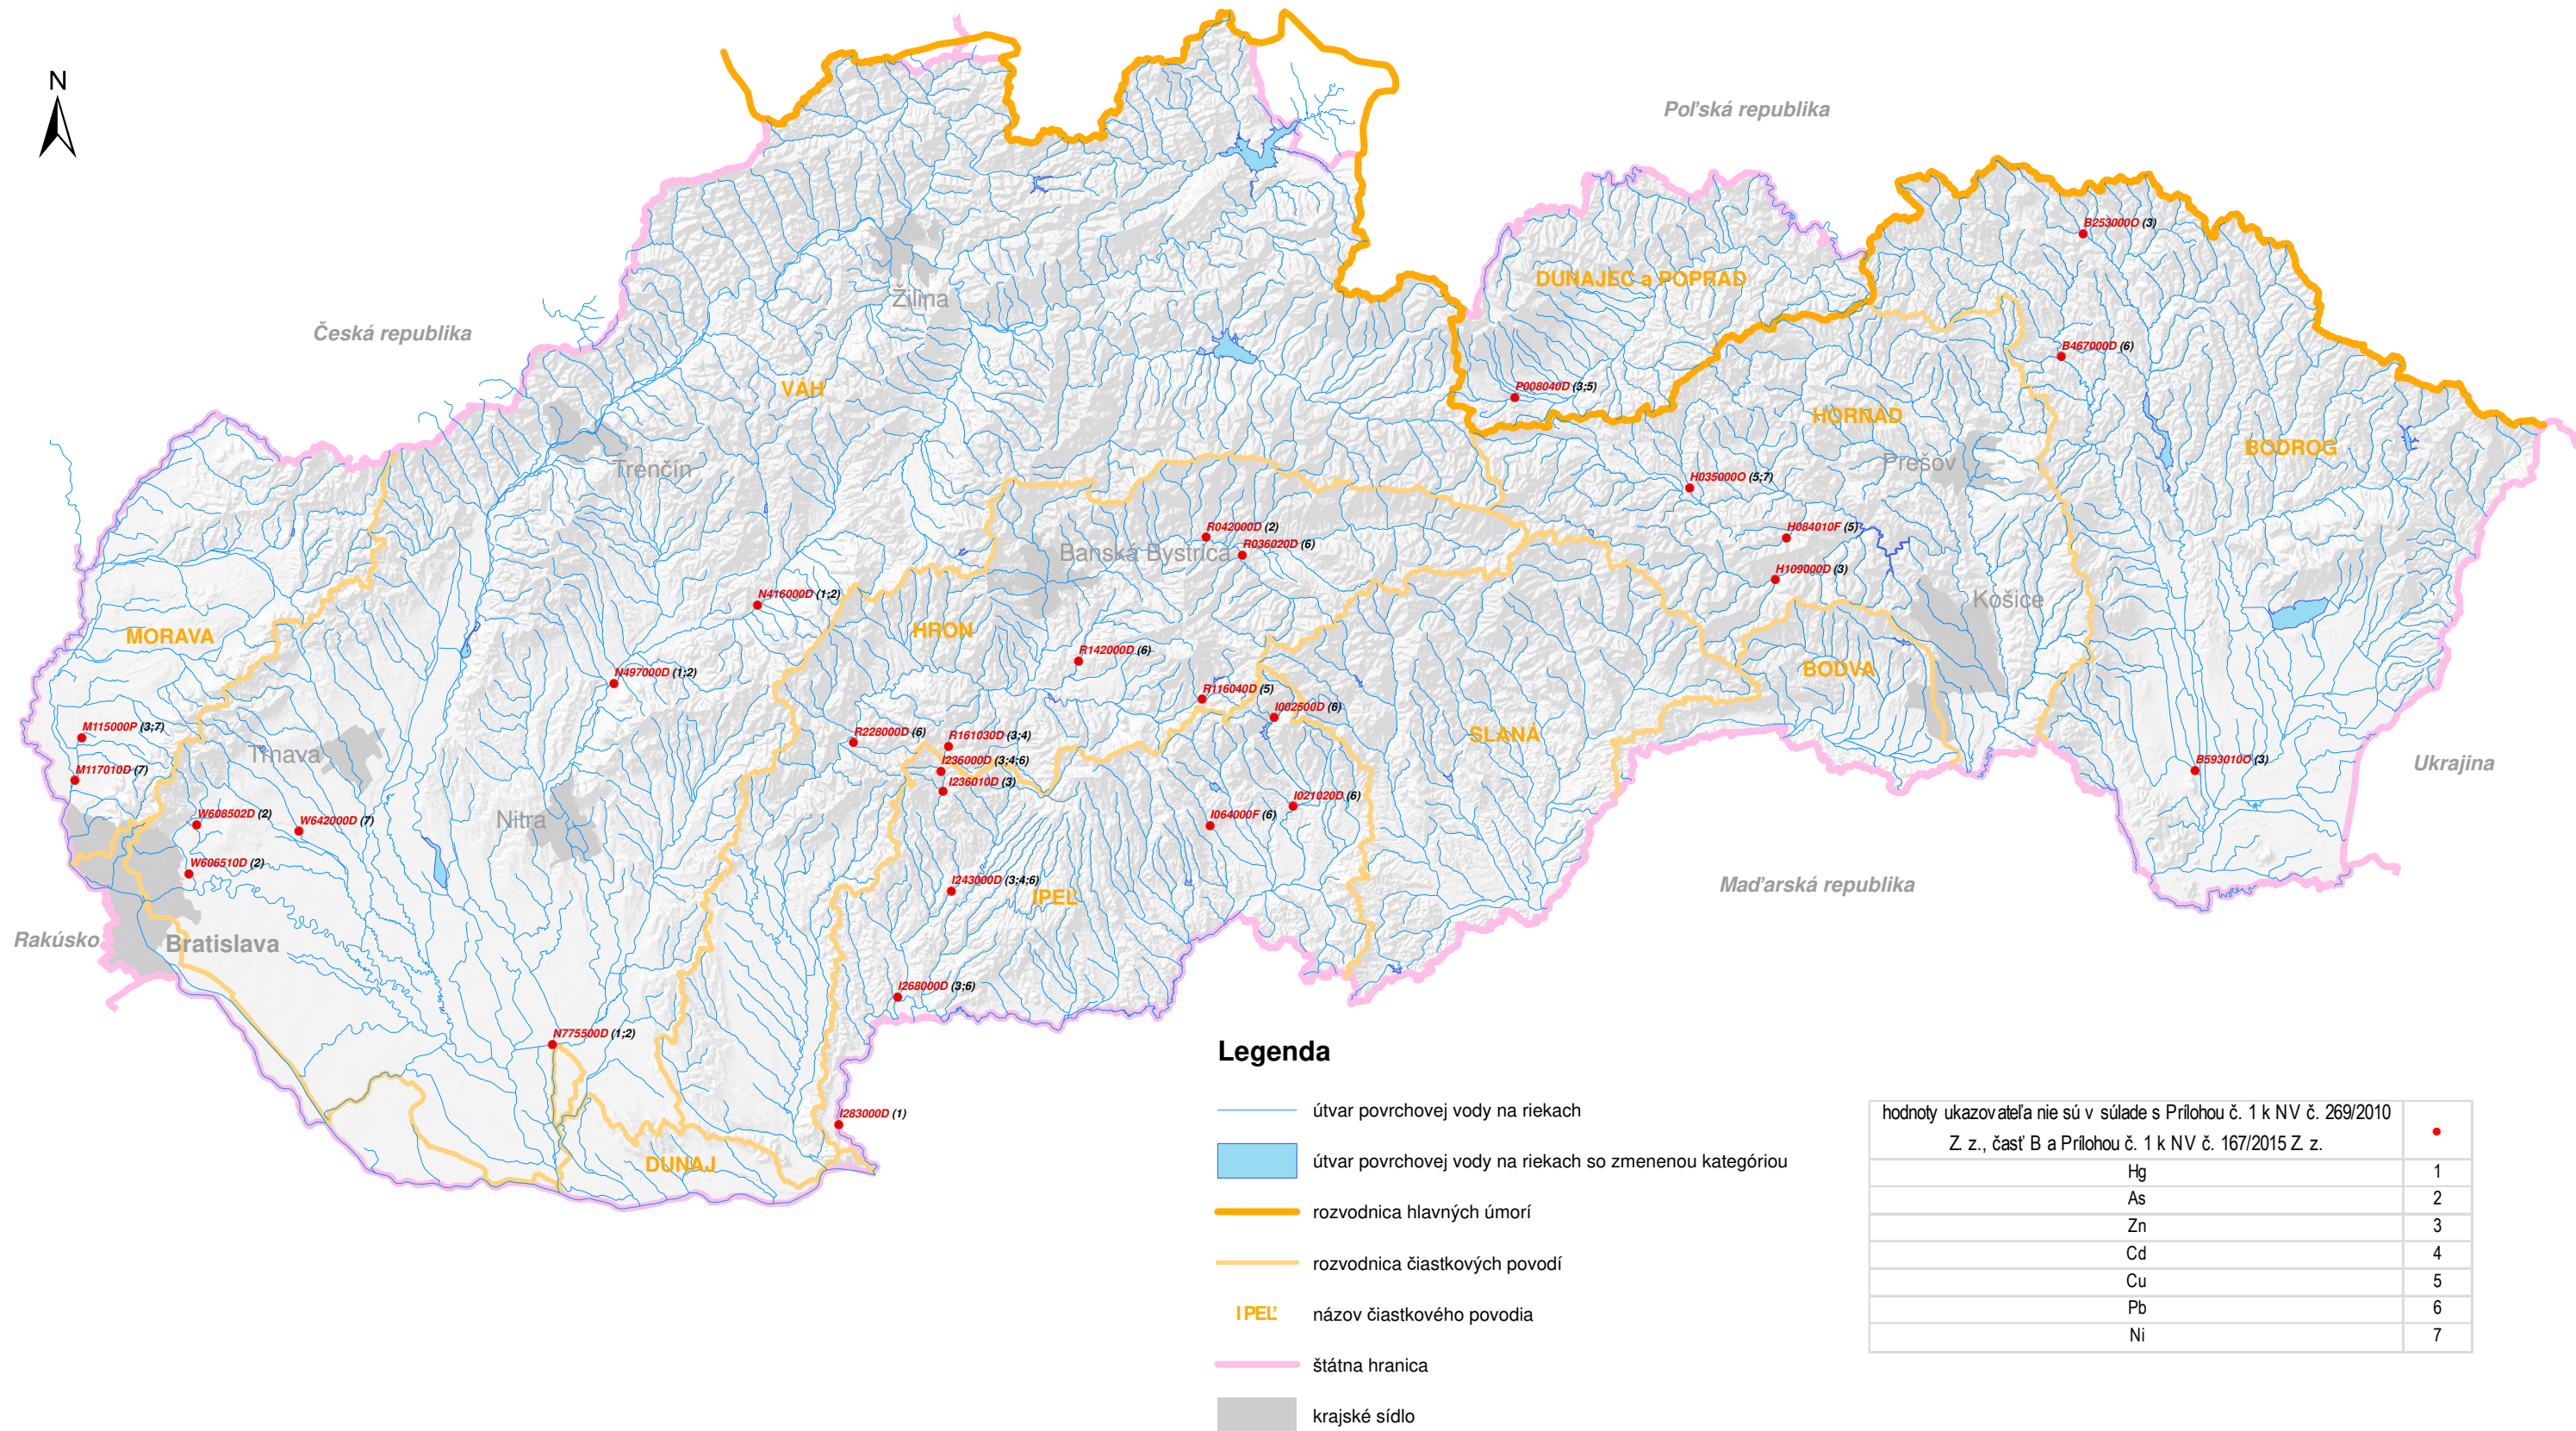 N
Poľská republika
B253000O (3)
DUNAJEC a POPRAD
Žilina
Česká republika
B467000D (6)
VÁH
P008040D (3;5)
HORNÁD
BODROG
Trenčín
Prešov
H035000O (5;7)
R042000D (2)
H084010F (5)
Banská Bystrica
R036020D (6)
H109000D (3)
N416000D (1;2)
Košice
MORAVA
HRON
R142000D (6)
N497000D (1;2)
BODVA
R116040D (5)
I002500D (6)
M115000P (3;7)
R228000D (6)
R161030D (3;4)
SLANÁ
Trnava
I236000D (3;4;6)
B593010O (3)
Ukrajina
M117010D (7)
I236010D (3)
I021020D (6)
W608502D (2)
W642000D (7)
Nitra
I064000F (6)
W606510D (2)
I243000D (3;4;6)
Maďarská republika
IPEĽ
Rakúsko
Bratislava
I268000D (3;6)
N775500D (1;2)
I283000D (1)
DUNAJ
Legenda
útvar povrchovej vody na riekach
útvar povrchovej vody na riekach so zmenenou kategóriou
rozvodnica hlavných úmorí
rozvodnica čiastkových povodí
IPEĽ názov čiastkového povodia
štátna hranica
krajské sídlo
hodnoty ukazovateľa nie sú v súlade s Prílohou č. 1 k NV č. 269/2010
Z. z., časť B a Prílohou č. 1 k NV č. 167/2015 Z. z.
Hg 1
As 2
Zn 3
Cd 4
Cu 5
Pb 6
Ni 7